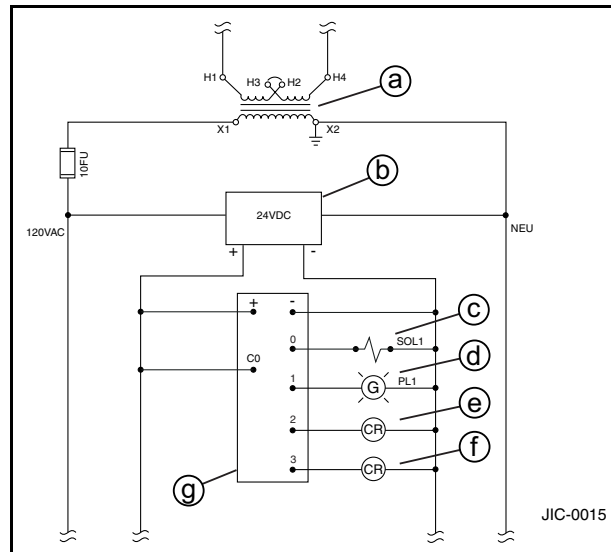 H1 H3 H2 H4
a
X1 X2
10FU
b
24VDC
120VAC NEU
+ -
+ -
c
0 SOL1
C0
d
1 G PL1
e
2 CR
f
3 CR
g
JIC-0015